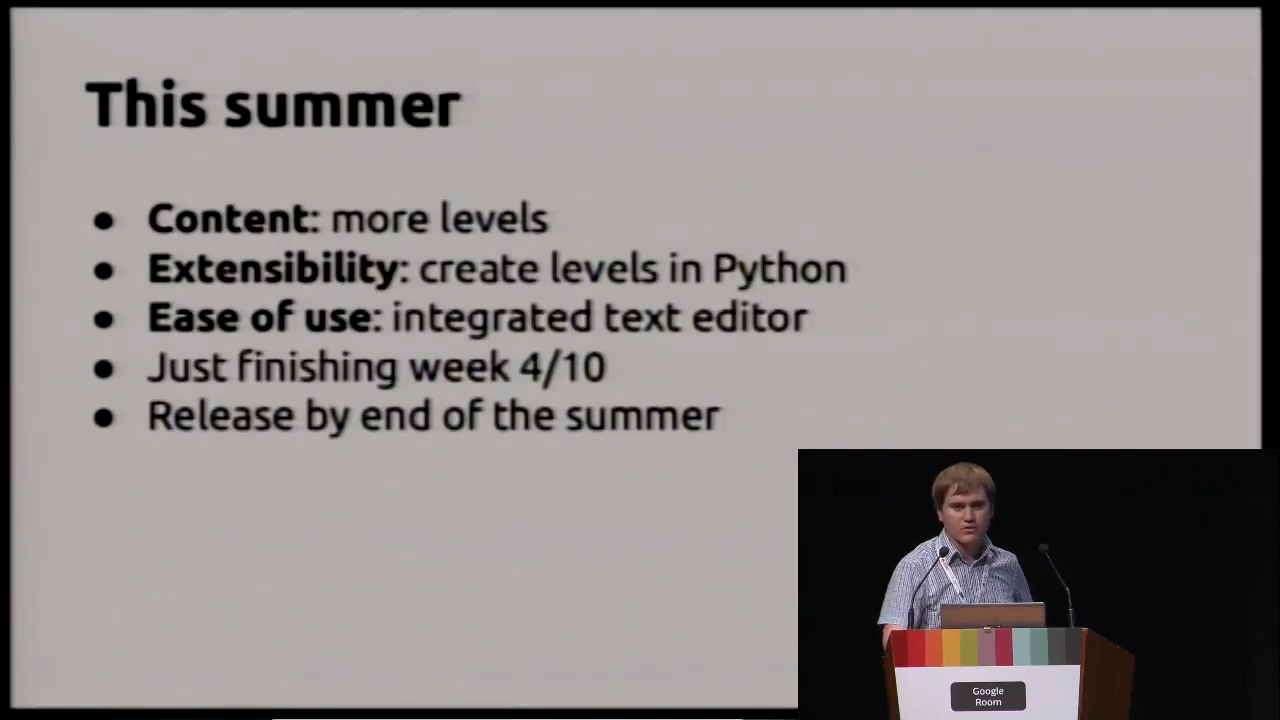 This summer
● Content: more levels
● Extensibility: create levels in Python
● Ease of use: integrated text editor
● Just finishing week 4/10
● Release by end of the summer
Google
Room